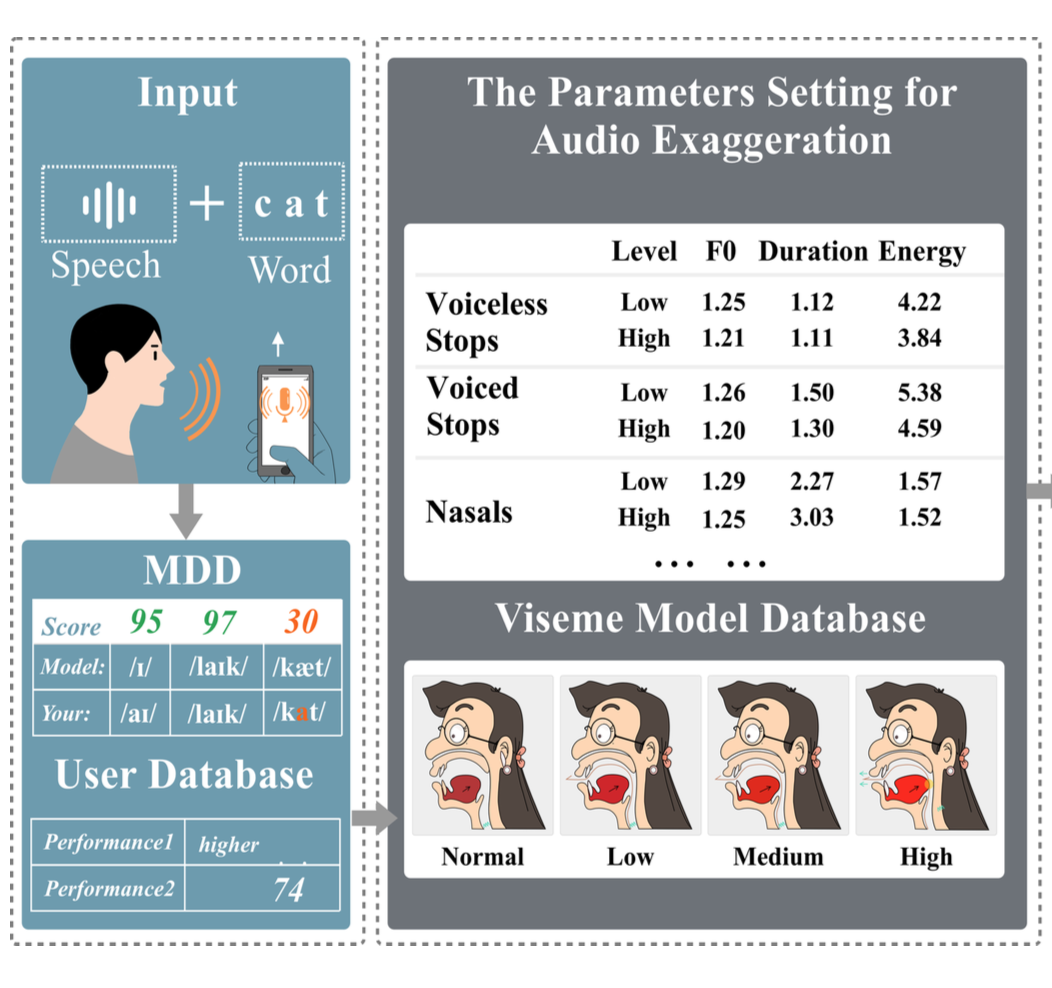 Input
c a t
Speech
Word
MDD
Score 95 97 30
Model: /ɪ/ /laɪk/ /kæt/
Your: /aɪ/ /laɪk/ /kat/
User Database
Performance1 higher
Performance2 74
The Parameters Setting for
Audio Exaggeration
Level F0 Duration Energy
Voiceless Stops
Low 1.25 1.12 4.22
High 1.21 1.11 3.84
Voiced Stops
Low 1.26 1.50 5.38
High 1.20 1.30 4.59
Nasals
Low 1.29 2.27 1.57
High 1.25 3.03 1.52
... ...
Viseme Model Database
Normal Low Medium High